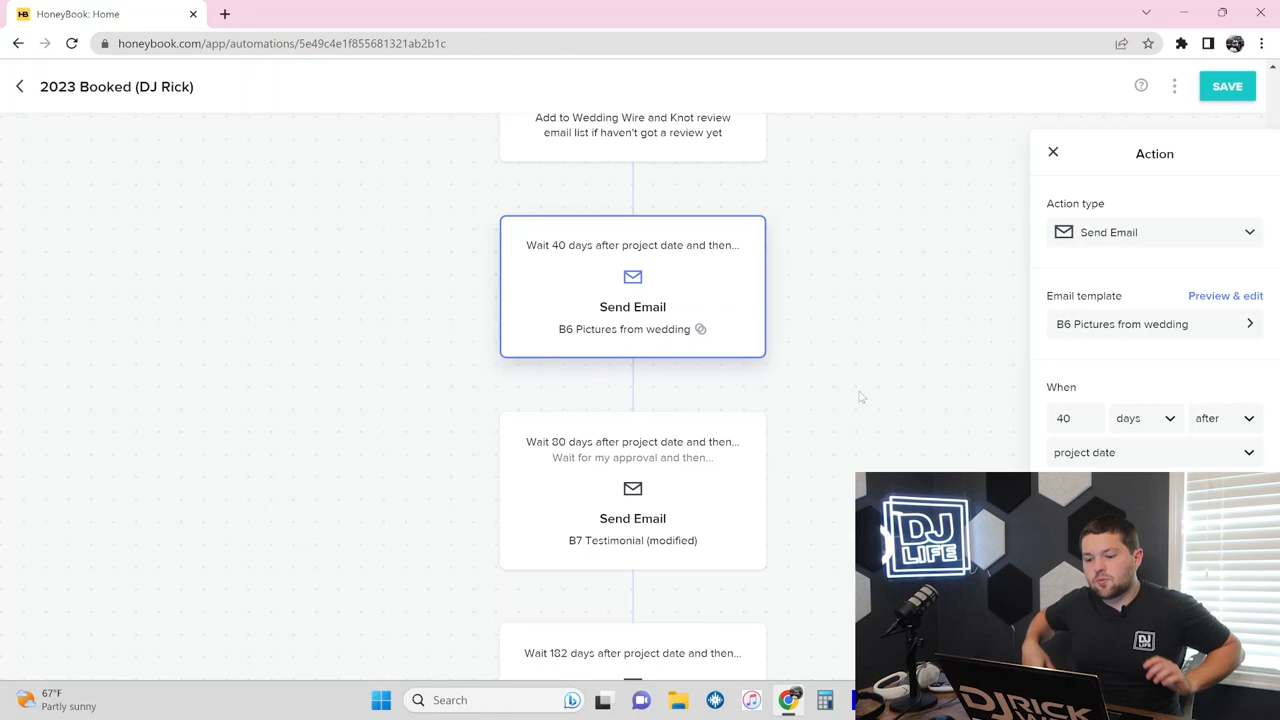 HoneyBook: Home
honeybook.com/app/automations/5e49c4e1f855681321ab2b1c
2023 Booked (DJ Rick)
SAVE
Add to Wedding Wire and Knot review
email list if haven't got a review yet
Wait 40 days after project date and then...
Send Email
B6 Pictures from wedding
Wait 80 days after project date and then...
Wait for my approval and then...
Send Email
B7 Testimonial (modified)
Wait 182 days after project date and then...
Action
Action type
Send Email
Email template
Preview & edit
B6 Pictures from wedding
When
40
days
after
project date
DJ
LIFE
DJ
LIFE
DJRICK
67°F
Partly sunny
Search